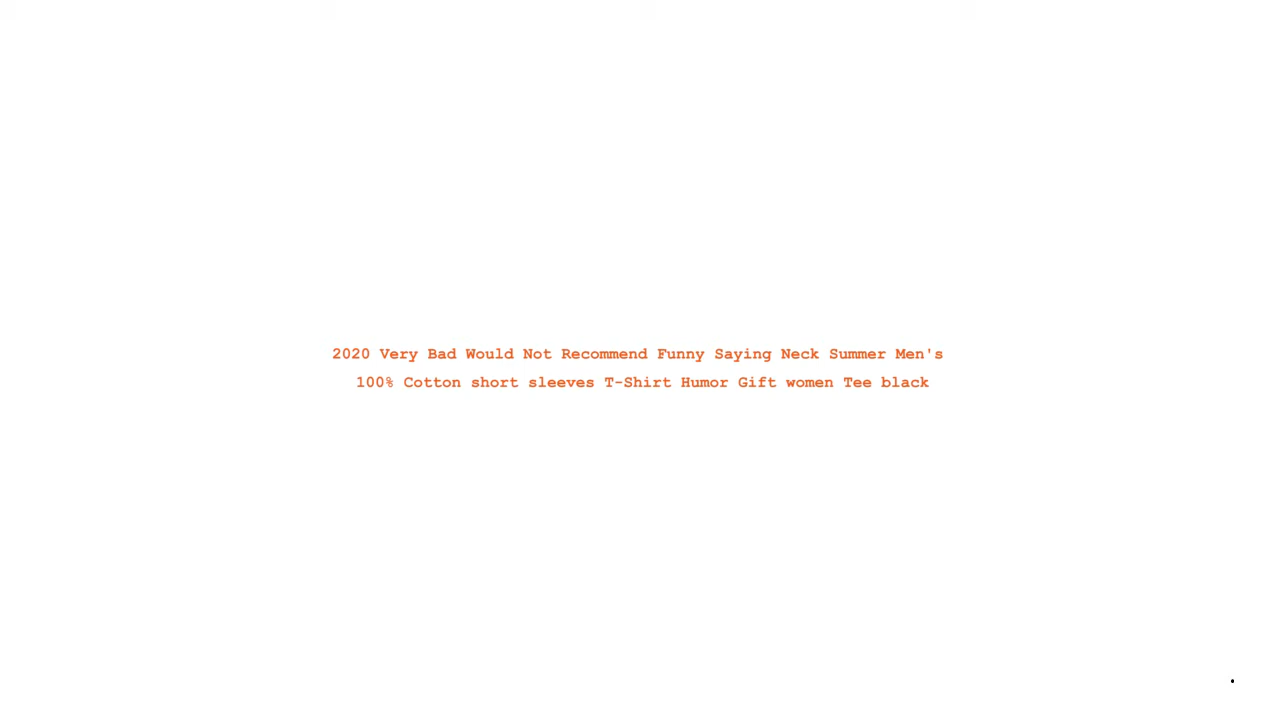 2020 Very Bad Would Not Recommend Funny Saying Neck Summer Men's
100% Cotton short sleeves T-Shirt Humor Gift women Tee black
.